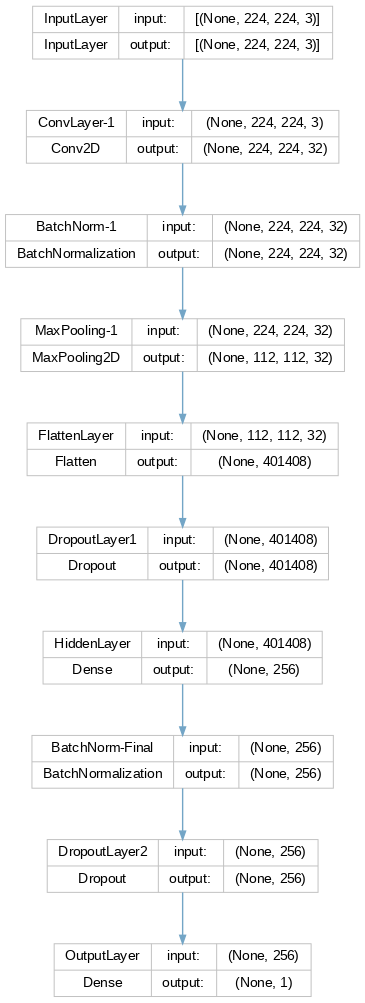 InputLayer input: [(None, 224, 224, 3)]
InputLayer output: [(None, 224, 224, 3)]
ConvLayer-1 input: (None, 224, 224, 3)
Conv2D output: (None, 224, 224, 32)
BatchNorm-1 input: (None, 224, 224, 32)
BatchNormalization output: (None, 224, 224, 32)
MaxPooling-1 input: (None, 224, 224, 32)
MaxPooling2D output: (None, 112, 112, 32)
FlattenLayer input: (None, 112, 112, 32)
Flatten output: (None, 401408)
DropoutLayer1 input: (None, 401408)
Dropout output: (None, 401408)
HiddenLayer input: (None, 401408)
Dense output: (None, 256)
BatchNorm-Final input: (None, 256)
BatchNormalization output: (None, 256)
DropoutLayer2 input: (None, 256)
Dropout output: (None, 256)
OutputLayer input: (None, 256)
Dense output: (None, 1)